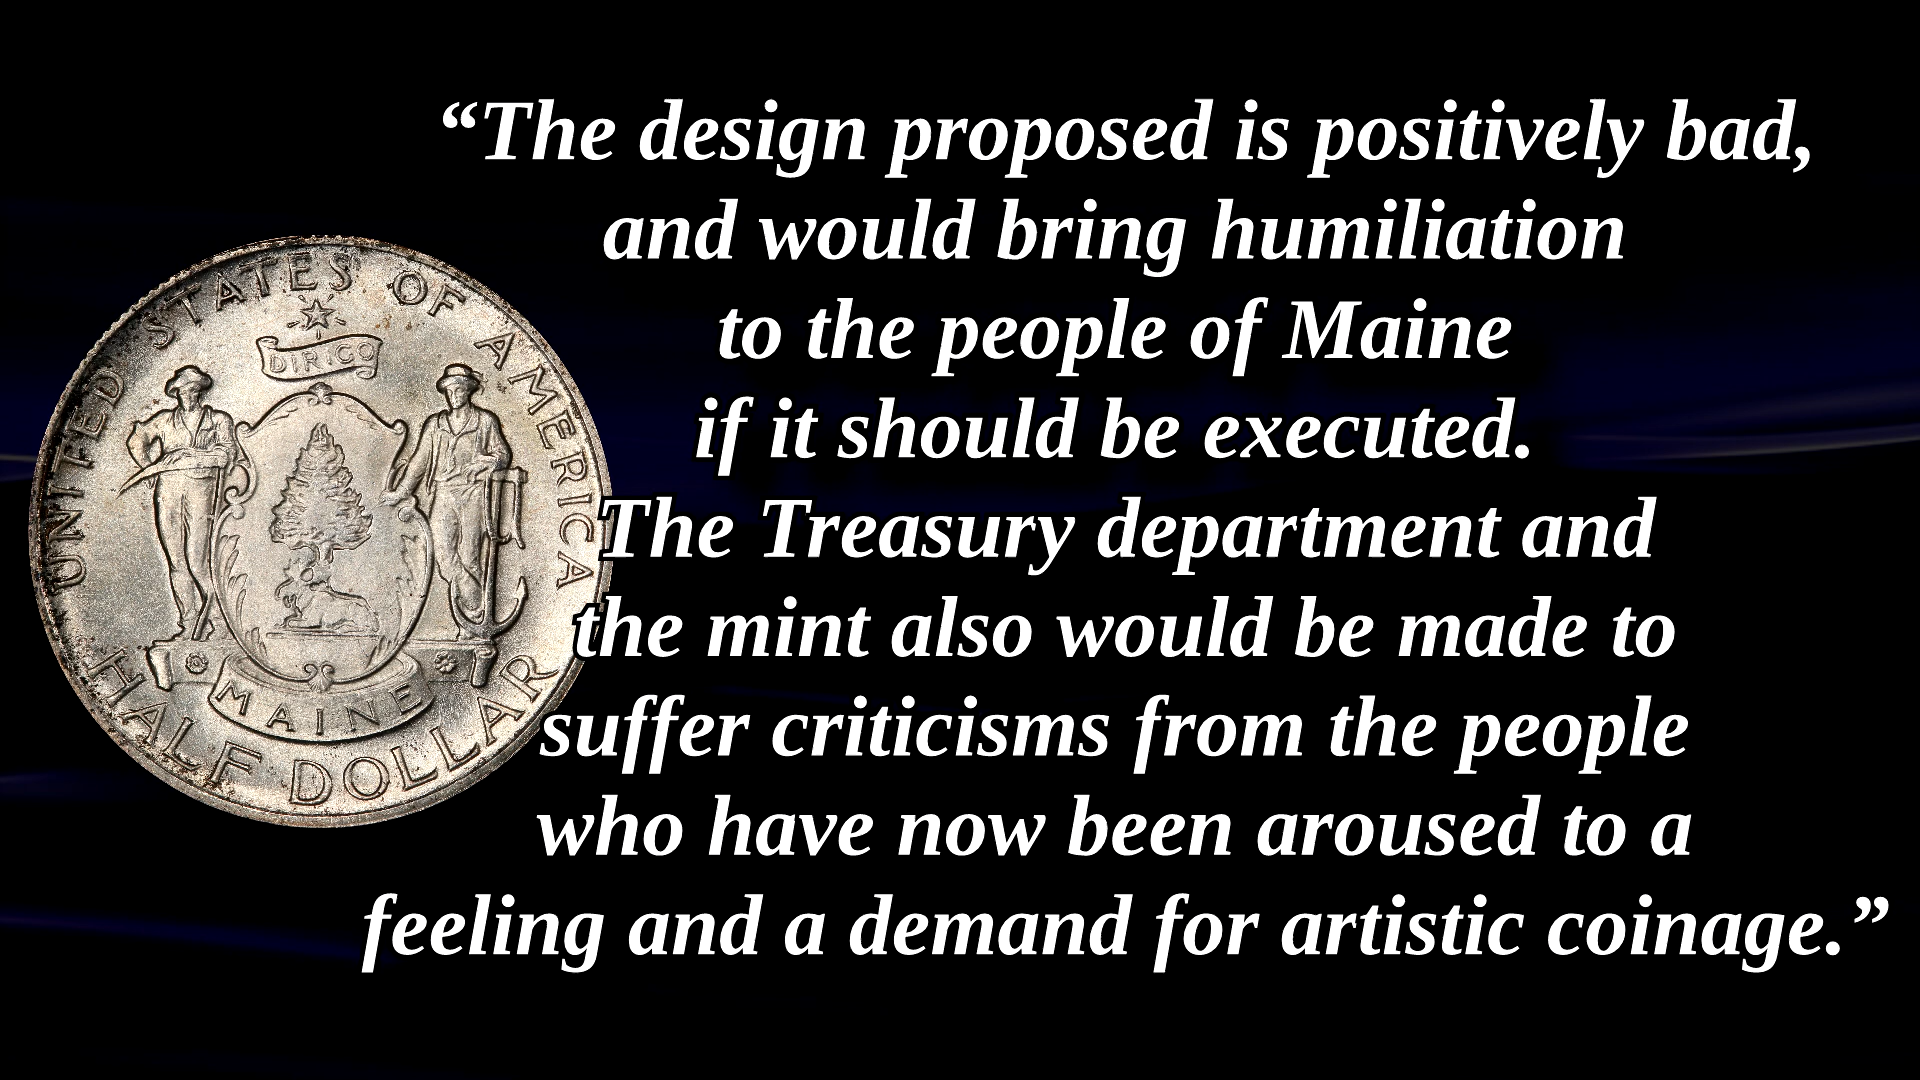 UNITED STATES OF AMERICA
DIRIGO
MAINE
HALF DOLLAR
“The design proposed is positively bad,
and would bring humiliation
to the people of Maine
if it should be executed.
The Treasury department and
the mint also would be made to
suffer criticisms from the people
who have now been aroused to a
feeling and a demand for artistic coinage.”